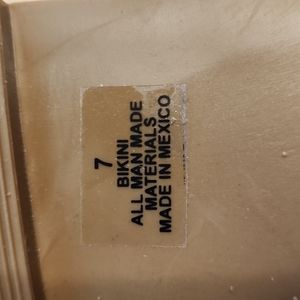 7
BIKINI
ALL MAN MADE
MATERIALS
MADE IN MEXICO